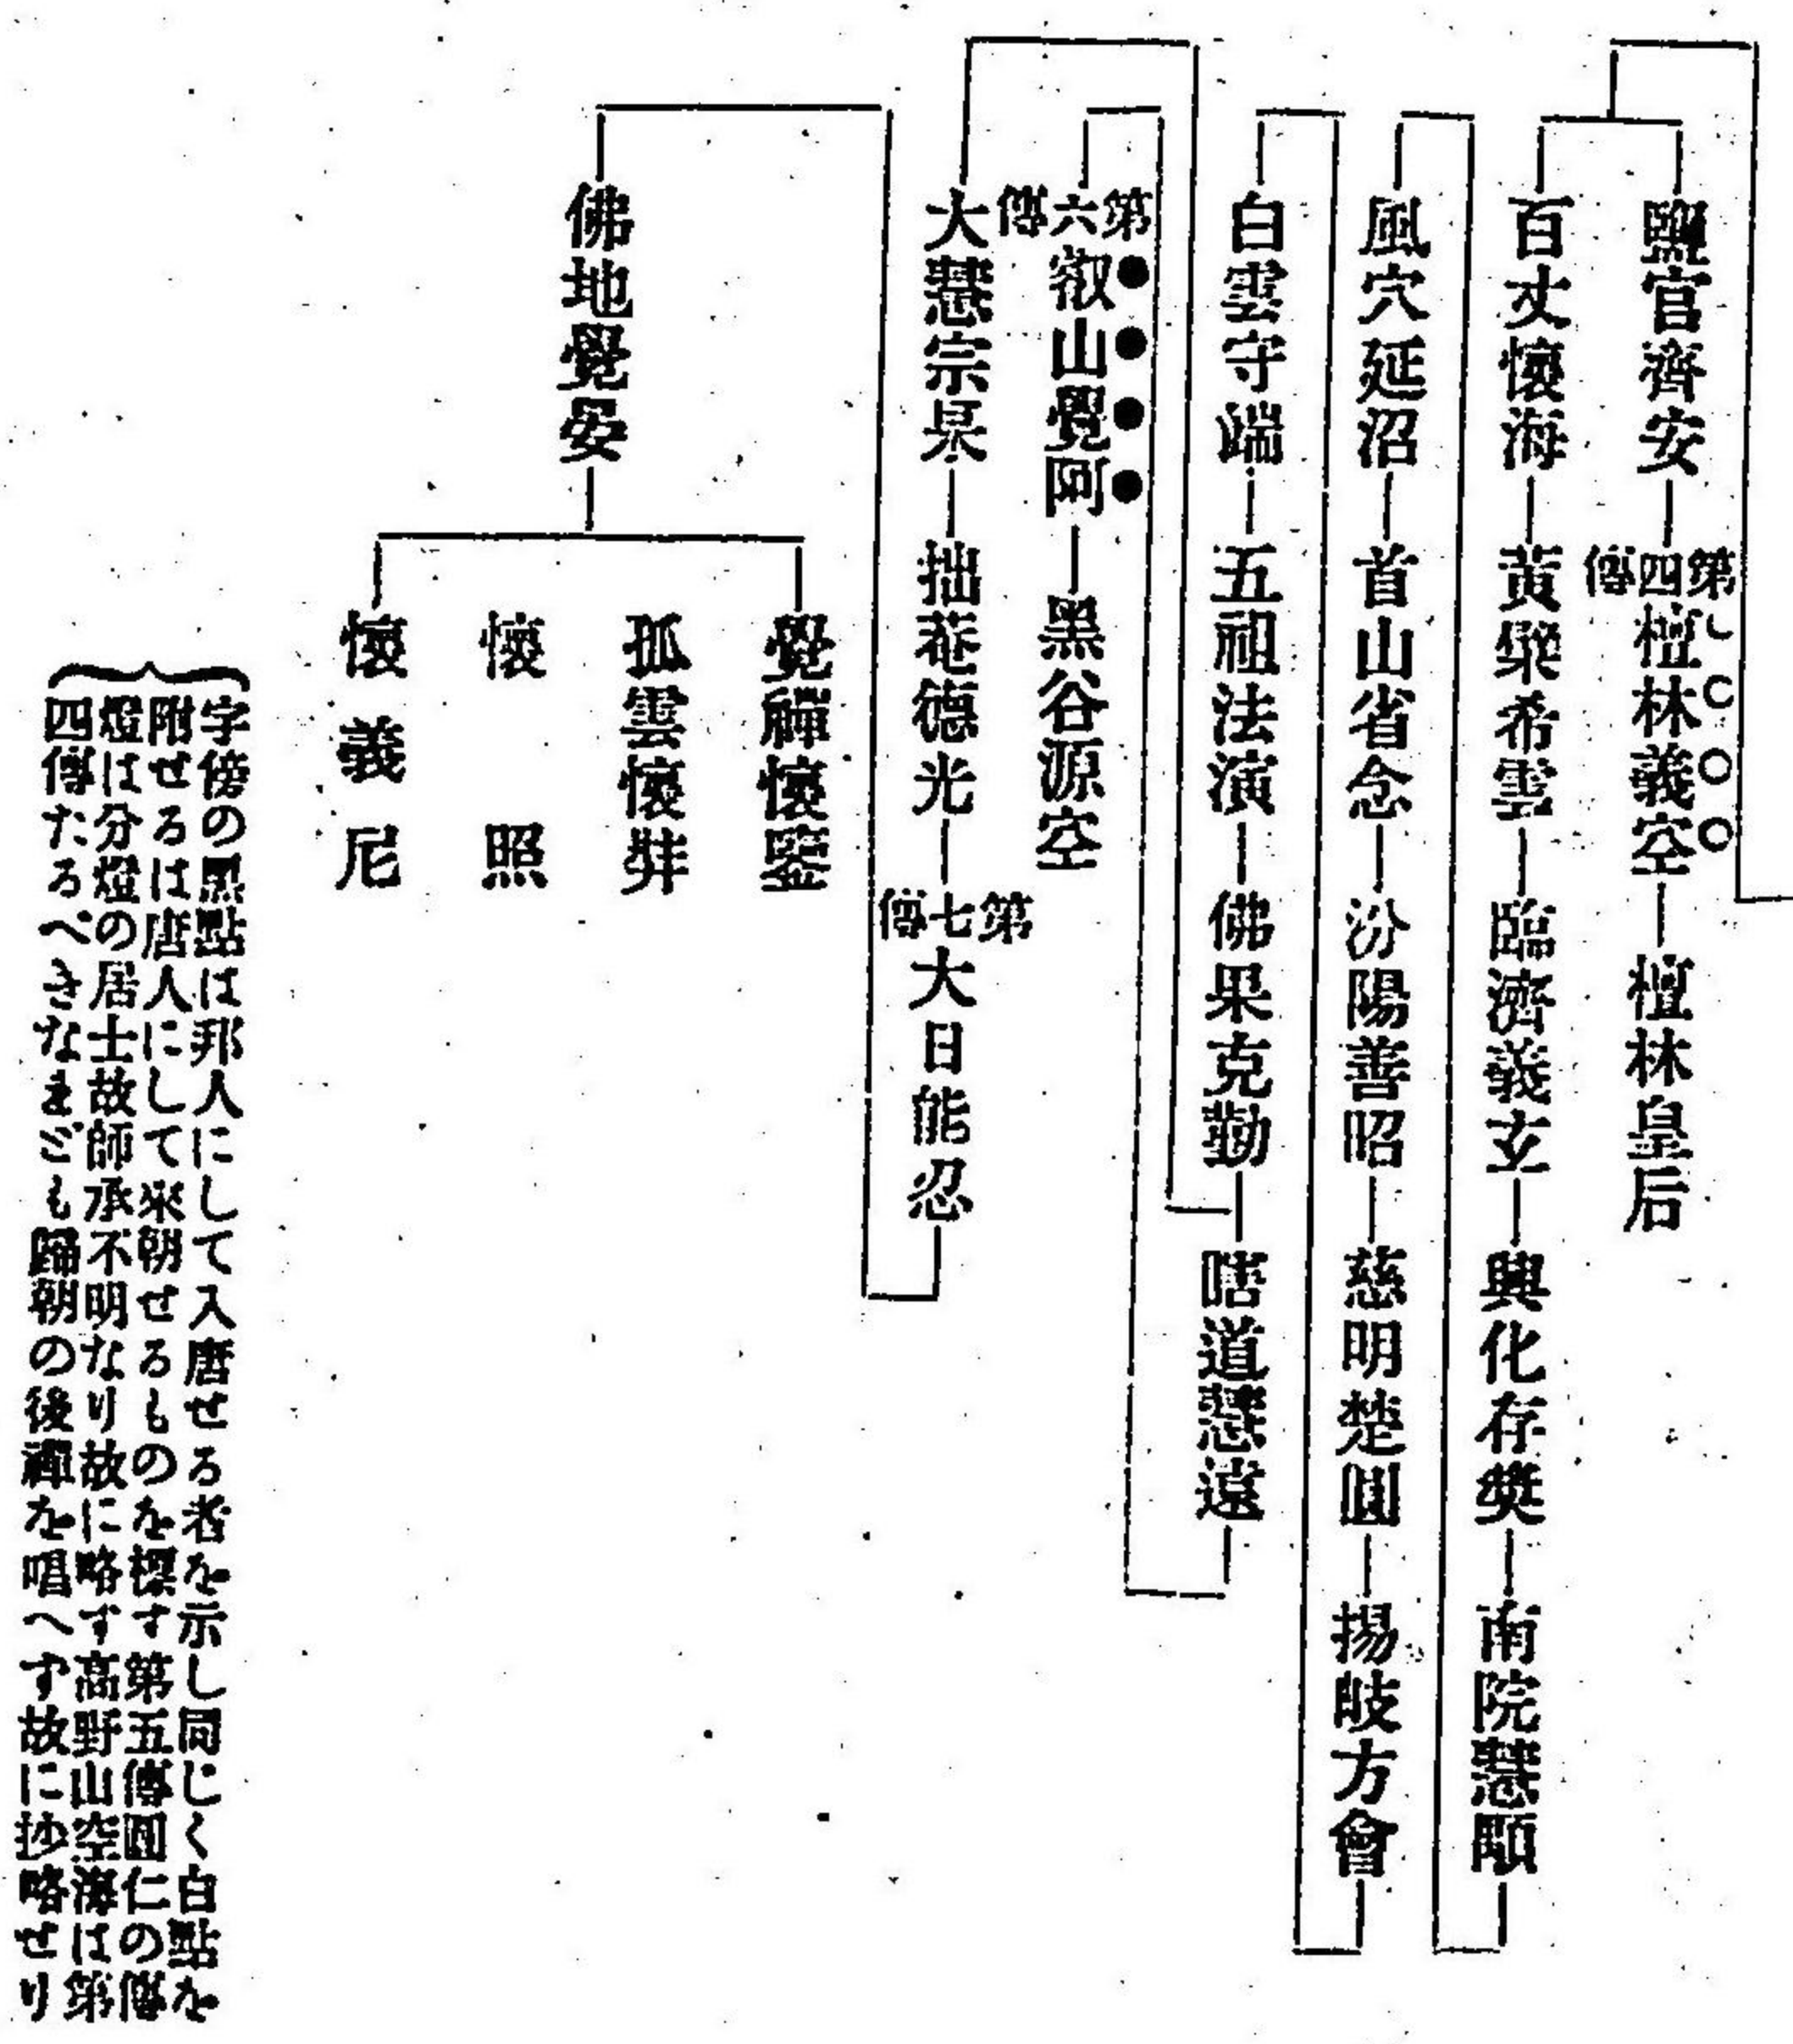 鹽官齊安
第四傳
檀林義空
檀林皇后
百丈懷海
黃檗希雲
臨濟義玄
興化存奬
南院慧顒
風穴延沼
首山省念
汾陽善昭
慈明楚圓
揚岐方會
白雲守端
五祖法演
佛果克勤
瞎道慧遠
第六傳
叡山覺阿
黑谷源空
大慧宗杲
拙菴德光
第七傳
大日能忍
佛地覺晏
覺禪懷鑒
孤雲懷弉
懷照
懷義尼
字傍の黑點は邦人にして入唐せる者を示し同じく白點を
附せるは唐人にして來朝せるものを標す第五傳圓仁の傳
燈は分燈の居士故師承不明なり故に略す高野山空海は第
四傳たるべきなれども歸朝の後禪を唱へず故に抄略せり